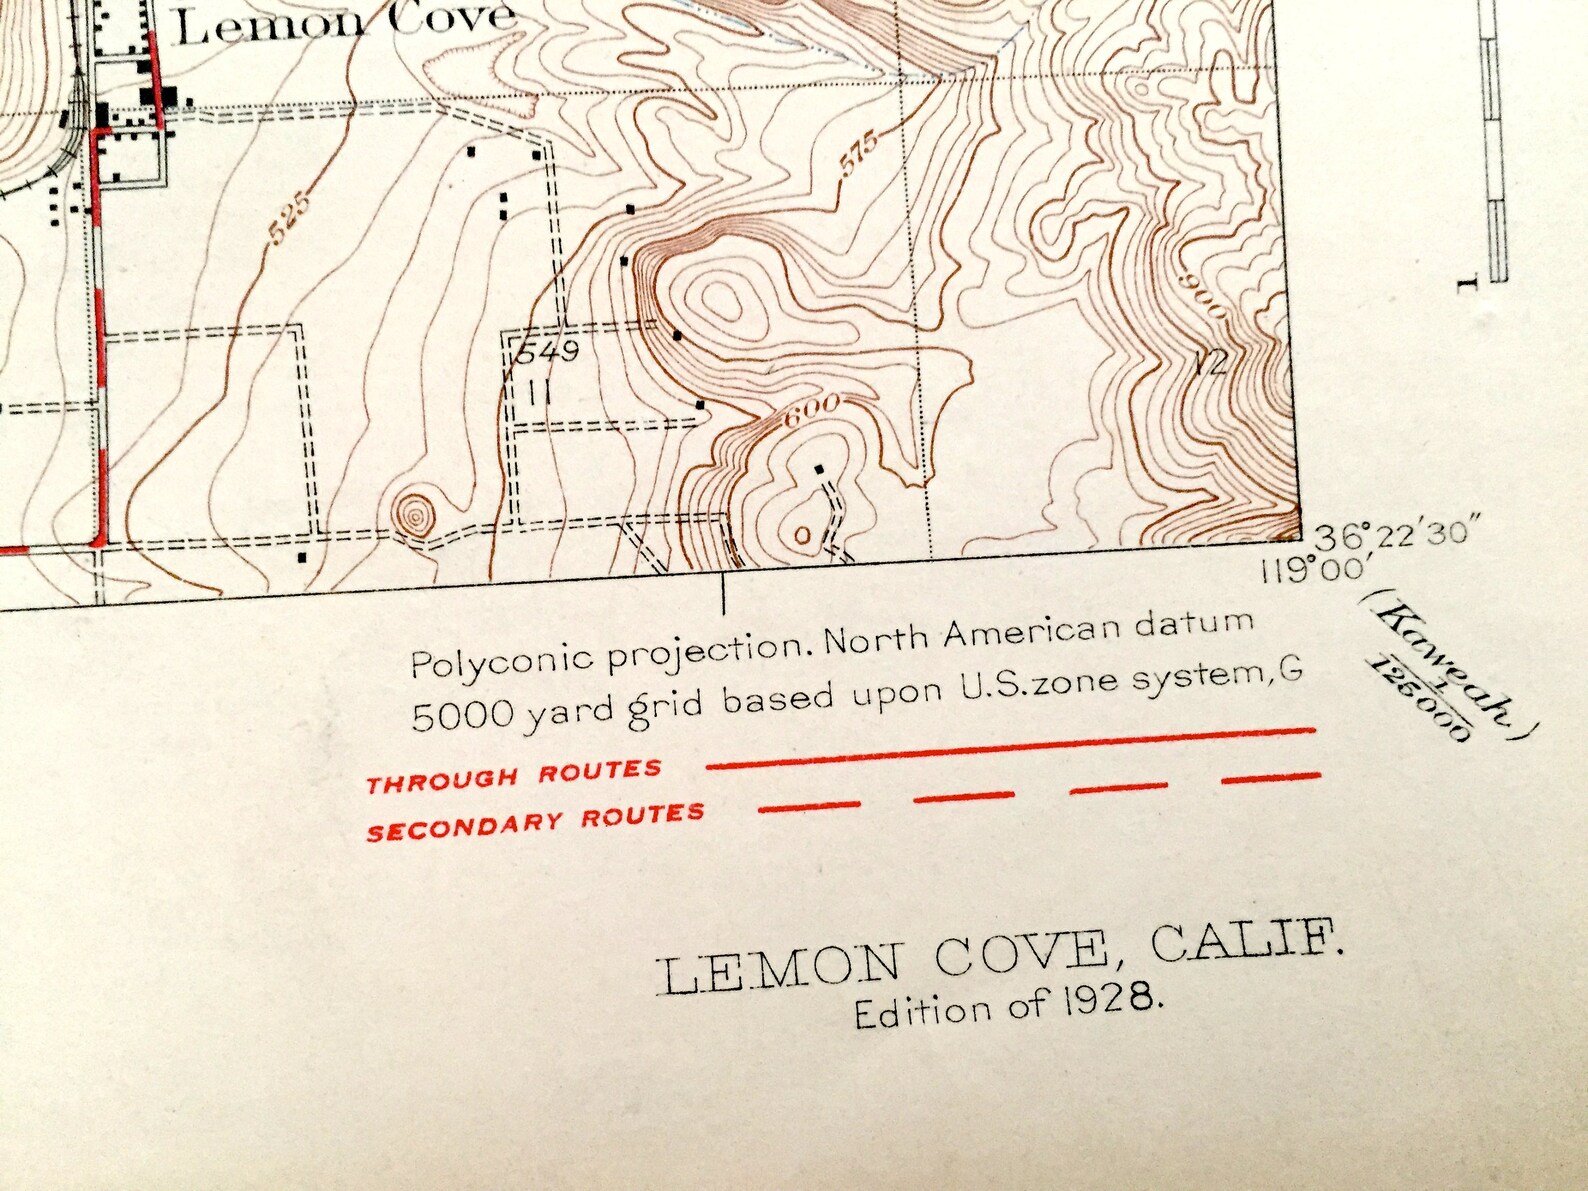 Lemon Cove
525
575
900
549
11
12
600
1
36°22'30"
119°00'
(Kaweah)
1
125000
Polyconic projection. North American datum
5000 yard grid based upon U.S. zone system, G
THROUGH ROUTES
SECONDARY ROUTES
LEMON COVE, CALIF.
Edition of 1928.